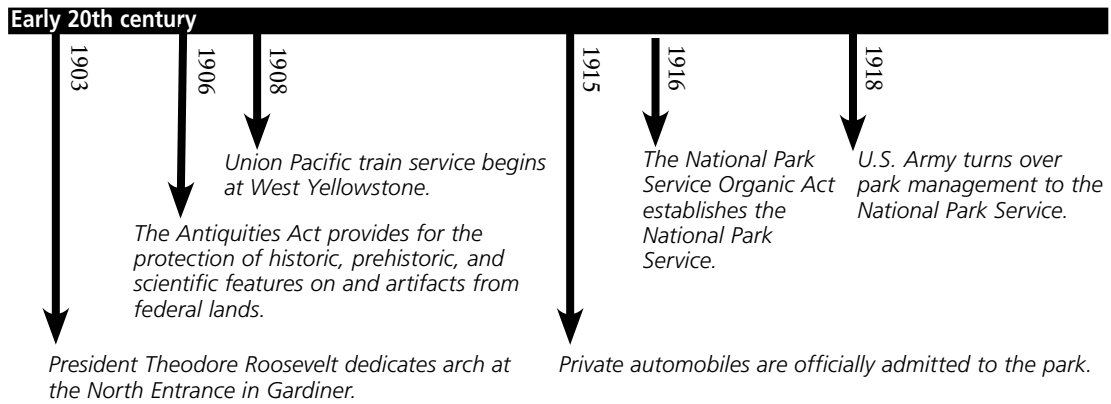 Early 20th century
1903
1906
1908
1915
1916
1918
Union Pacific train service begins
at West Yellowstone.
The National Park
Service Organic Act
establishes the
National Park
Service.
U.S. Army turns over
park management to the
National Park Service.
The Antiquities Act provides for the
protection of historic, prehistoric, and
scientific features on and artifacts from
federal lands.
President Theodore Roosevelt dedicates arch at
the North Entrance in Gardiner.
Private automobiles are officially admitted to the park.